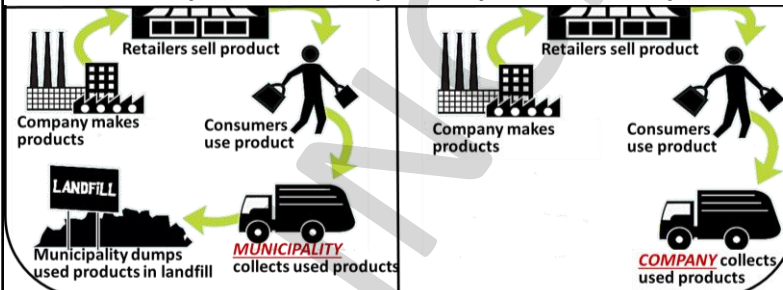 Retailers sell product
Company makes
products
Consumers
use product
LANDFILL
Municipality dumps
used products in landfill
MUNICIPALITY
collects used products
Retailers sell product
Company makes
products
Consumers
use product
COMPANY collects
used products